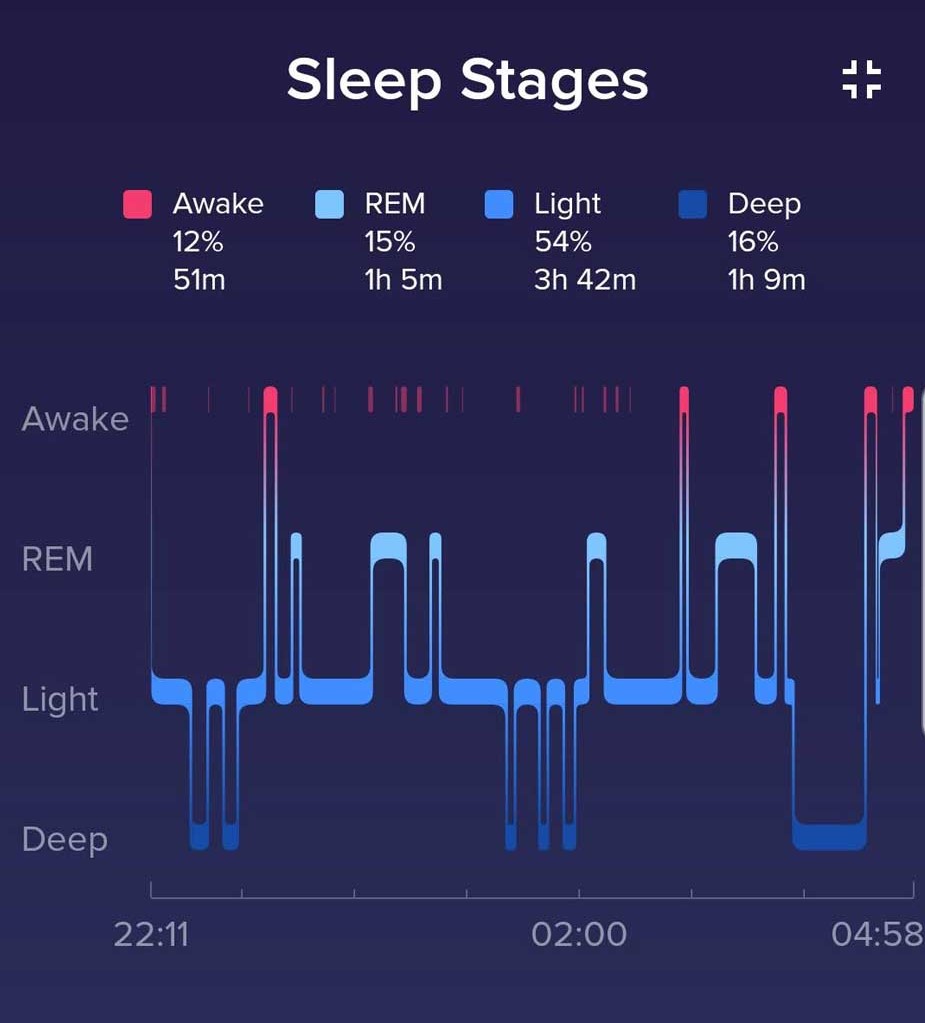 Sleep Stages
Awake REM Light Deep
12% 15% 54% 16%
51m 1h 5m 3h 42m 1h 9m
Awake
REM
Light
Deep
22:11 02:00 04:58